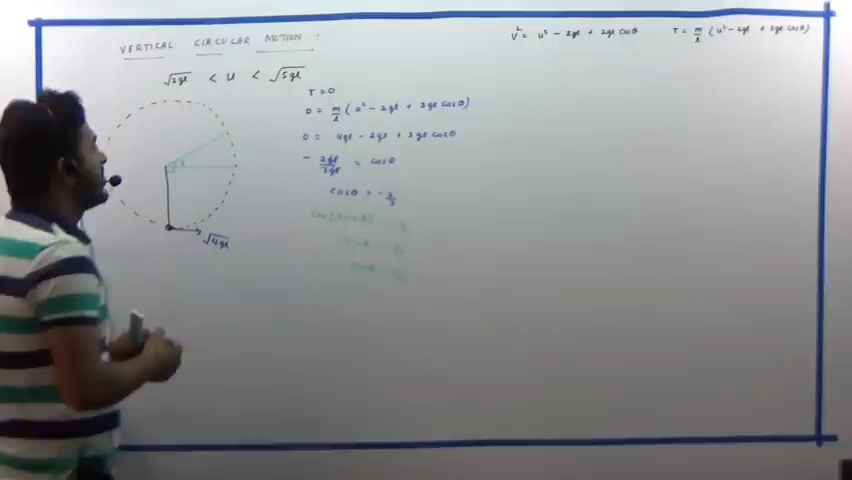 VERTICAL CIRCULAR MOTION :
V² = u² - 2gl + 2gl cosθ
T = m/l (u² - 2gl + 3gl cosθ)
√2gl < u < √5gl
T = 0
0 = m/l (u² - 2gl + 3gl cosθ)
0 = 4gl - 2gl + 3gl cosθ
- 2gl/3gl = cosθ
cosθ = -2/3
√4gl